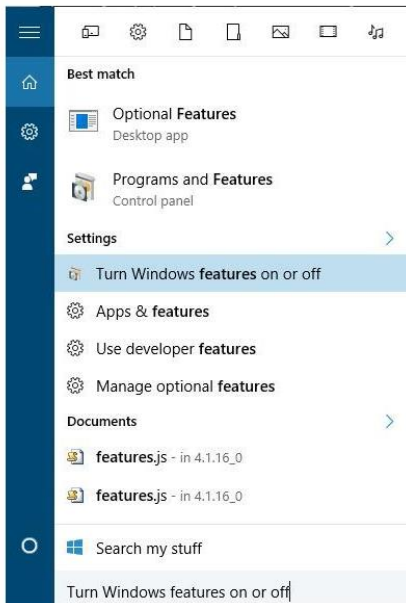 Best match
Optional Features
Desktop app
Programs and Features
Control panel
Settings
Turn Windows features on or off
Apps & features
Use developer features
Manage optional features
Documents
features.js - in 4.1.16_0
features.js - in 4.1.16_0
Search my stuff
Turn Windows features on or off